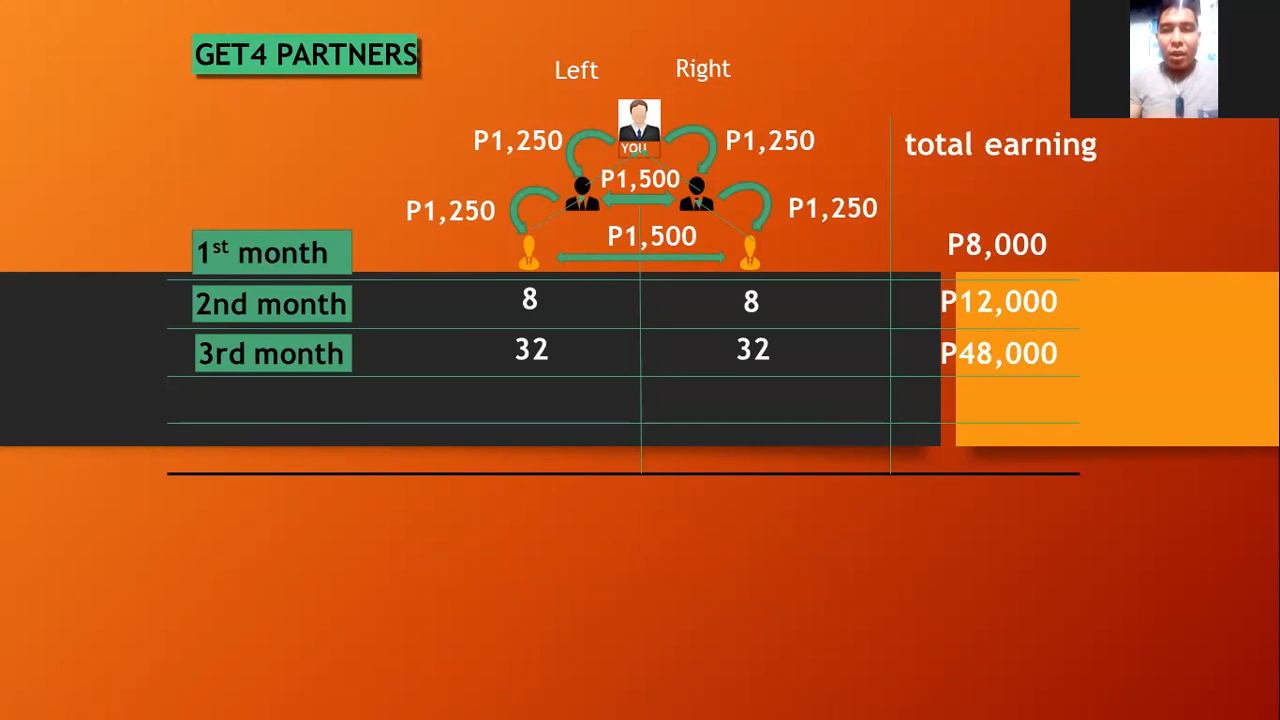 GET4 PARTNERS
Left
Right
P1,250
P1,250
total earning
YOU
P1,500
P1,250
P1,250
P1,500
1st month
P8,000
2nd month
8
8
P12,000
3rd month
32
32
P48,000